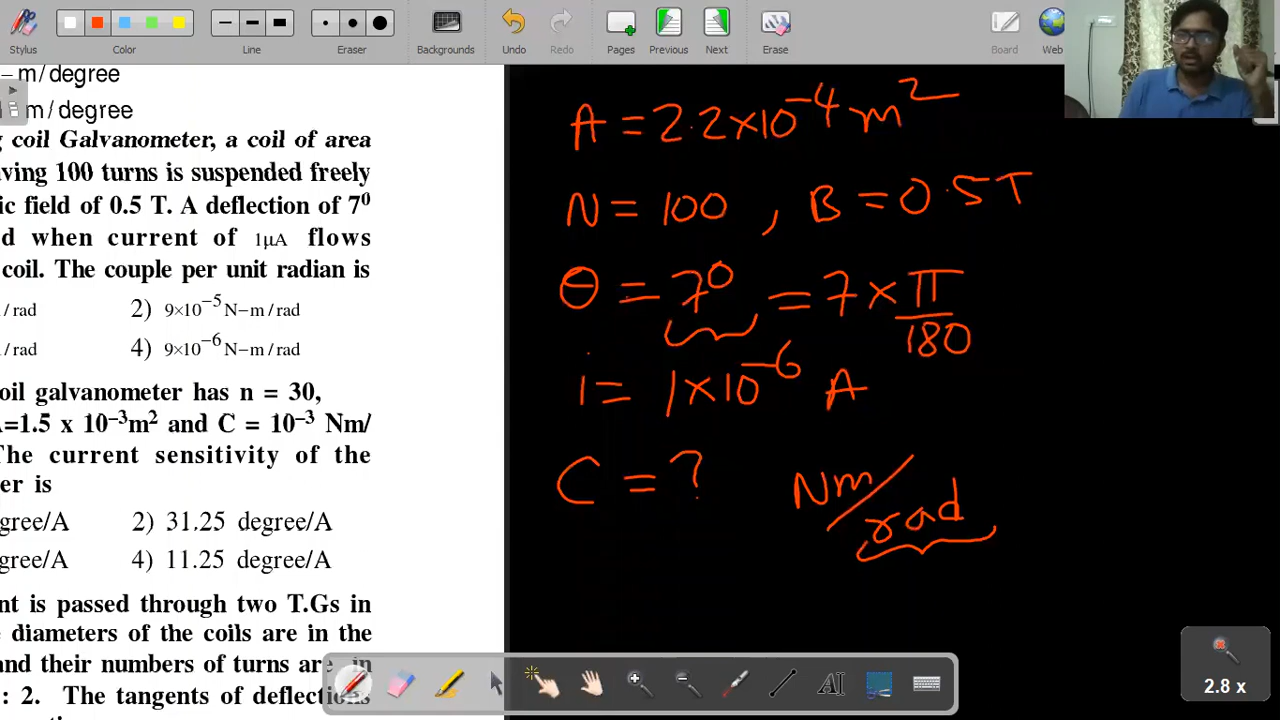 Stylus
Color
Line
Eraser
Backgrounds
Undo
Redo
Pages
Previous
Next
Erase
Board
Web
– m / degree
m / degree
g coil Galvanometer, a coil of area
ving 100 turns is suspended freely
ic field of 0.5 T. A deflection of 7⁰
d when current of 1μA flows
coil. The couple per unit radian is
/ rad 2) 9×10⁻⁵ N–m / rad
/ rad 4) 9×10⁻⁶ N–m / rad
oil galvanometer has n = 30,
A=1.5 x 10⁻³m² and C = 10⁻³ Nm/
The current sensitivity of the
er is
gree/A 2) 31.25 degree/A
gree/A 4) 11.25 degree/A
nt is passed through two T.Gs in
e diameters of the coils are in the
and their numbers of turns are in
: 2. The tangents of deflections
A = 2.2×10⁻⁴ m²
N = 100 , B = 0.5T
θ = 7⁰ = 7 × π/180
i = 1×10⁻⁶ A
C = ? Nm/rad
2.8 x